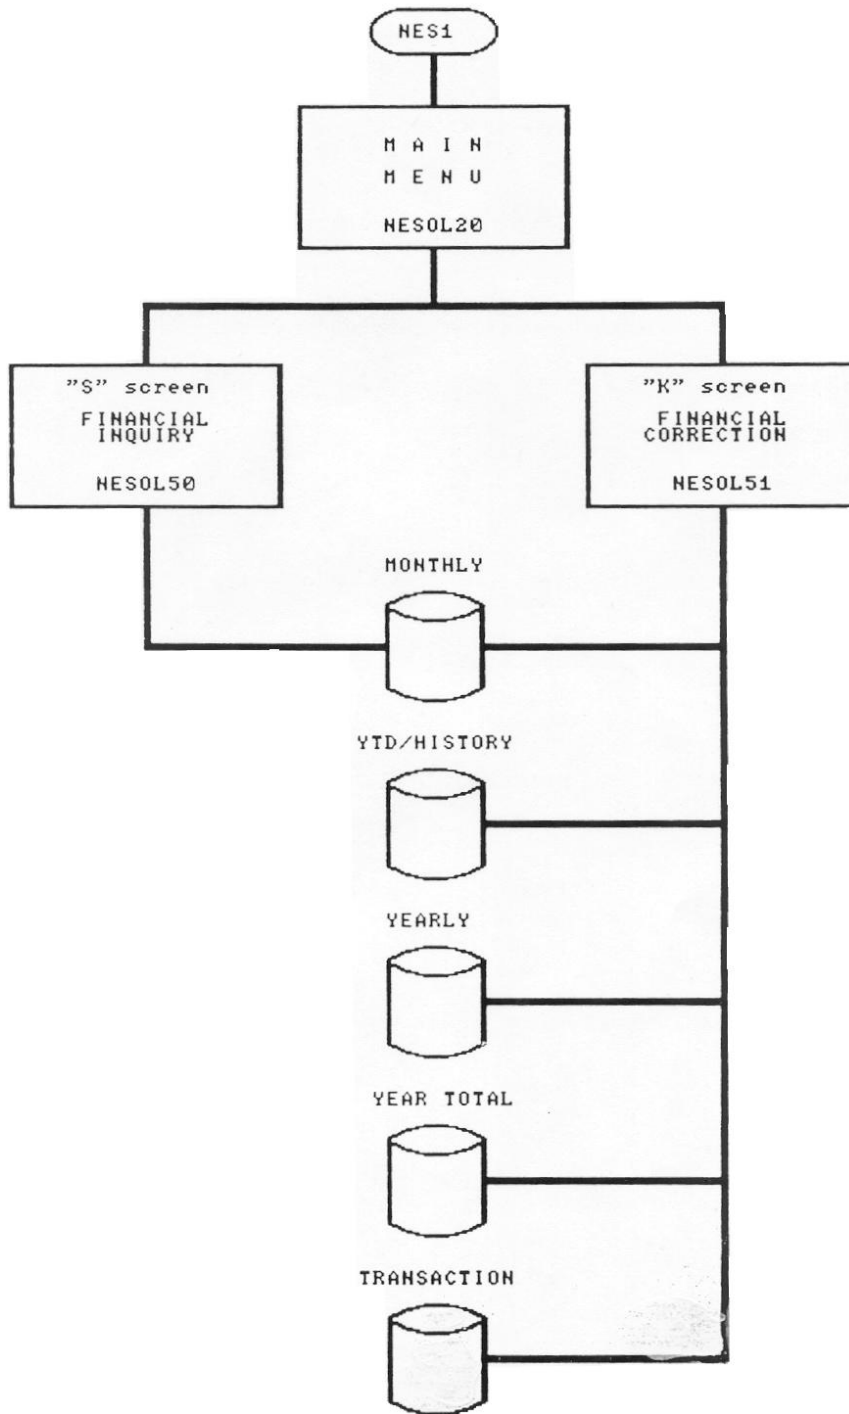 NES1
M A I N
M E N U
NESOL20
"S" screen
FINANCIAL
INQUIRY
NESOL50
"K" screen
FINANCIAL
CORRECTION
NESOL51
MONTHLY
YTD/HISTORY
YEARLY
YEAR TOTAL
TRANSACTION